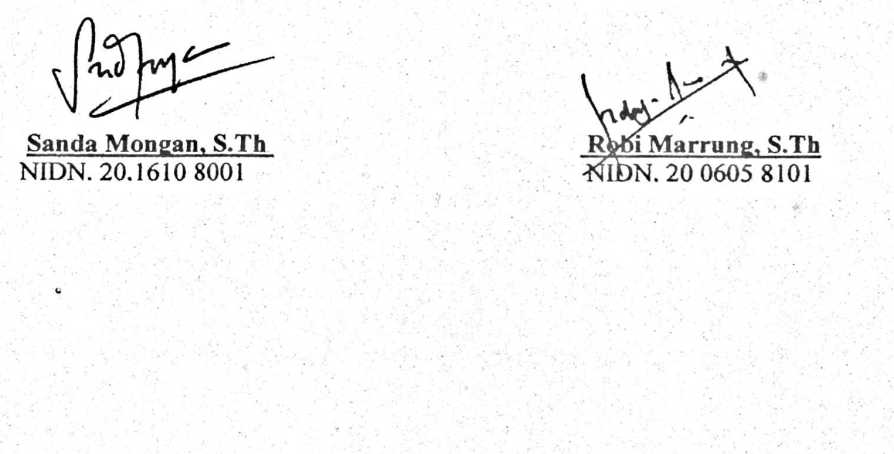 Sanda Mongan, S.Th
NIDN. 20.1610 8001
Robi Marrung, S.Th
NIDN. 20 0605 8101